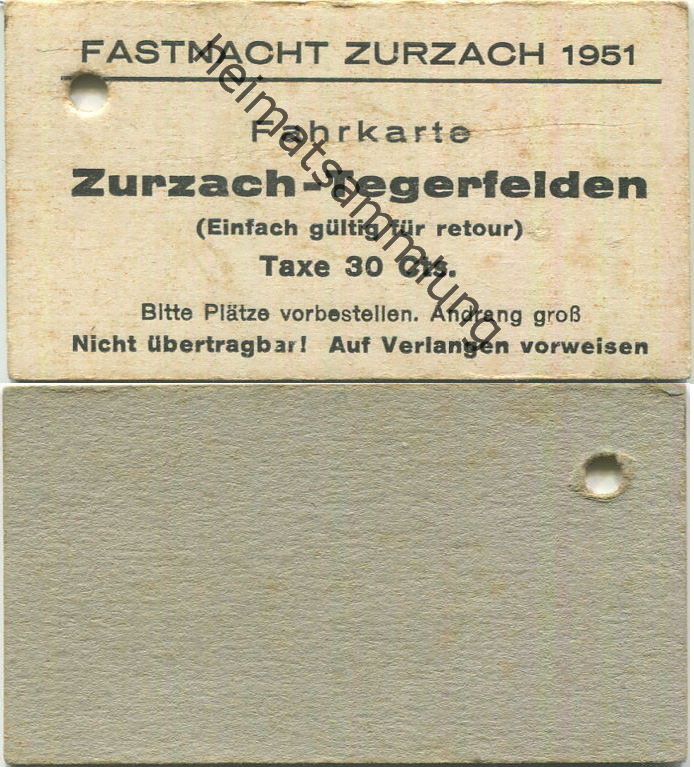 FASTNACHT ZURZACH 1951
Fahrkarte
Zurzach-Tegerfelden
(Einfach gültig für retour)
Taxe 30 Cts.
Bitte Plätze vorbestellen. Andrang groß
Nicht übertragbar! Auf Verlangen vorweisen
Heimatsammlung